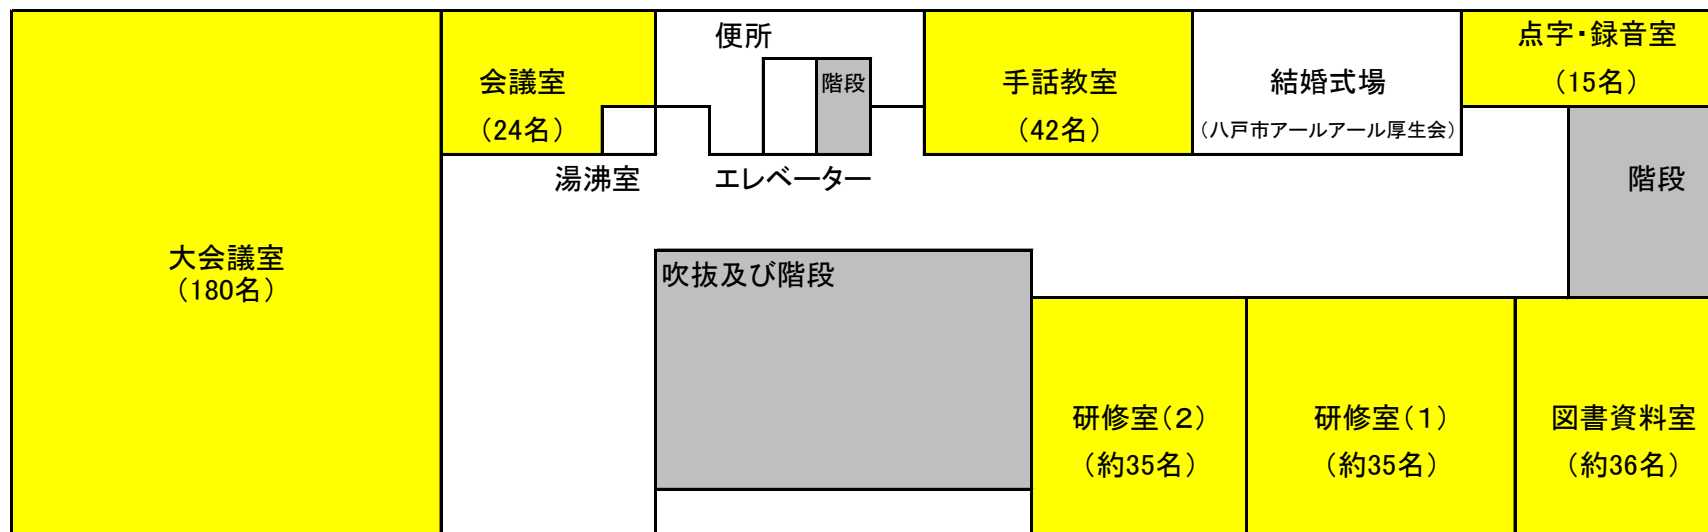 便所
点字・録音室
会議室
階段
手話教室
結婚式場
（15名）
（24名）
（42名）
（八戸市アールアール厚生会）
湯沸室
エレベーター
階段
大会議室
（180名）
吹抜及び階段
研修室（２）
研修室（１）
図書資料室
（約35名）
（約35名）
（約36名）